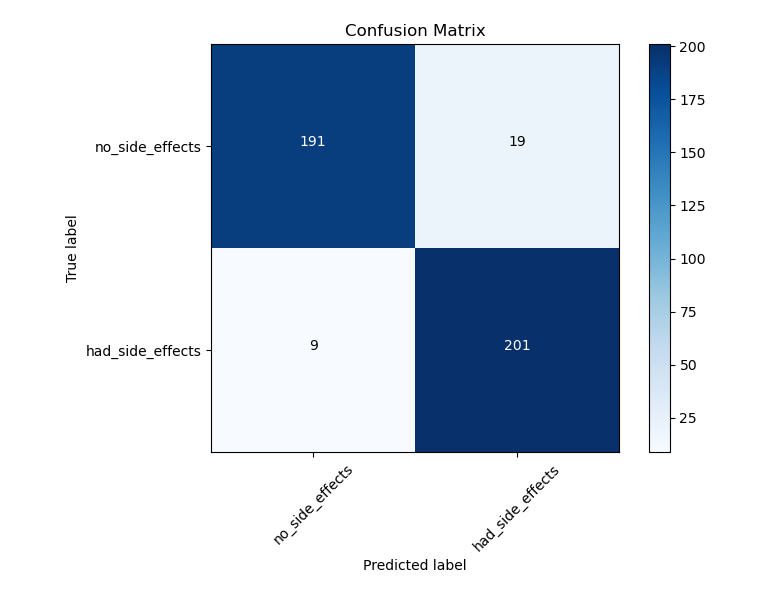 Confusion Matrix
True label
no_side_effects
had_side_effects
191
19
9
201
no_side_effects
had_side_effects
Predicted label
200
175
150
125
100
75
50
25